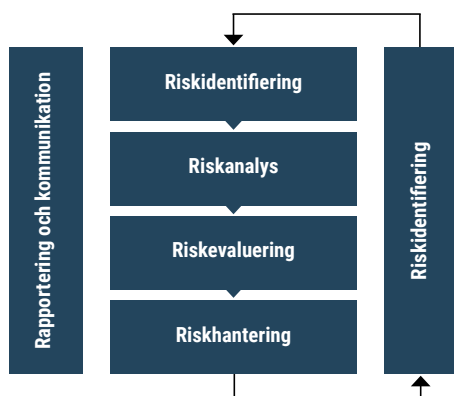 Rapportering och kommunikation
Riskidentifiering
Riskanalys
Riskevaluering
Riskhantering
Riskidentifiering